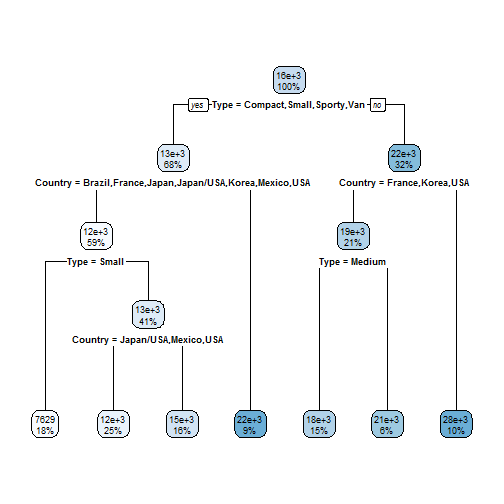 16e+3
100%
yes Type = Compact,Small,Sporty,Van no
13e+3
68%
22e+3
32%
Country = Brazil,France,Japan,Japan/USA,Korea,Mexico,USA
Country = France,Korea,USA
12e+3
59%
19e+3
21%
Type = Small
Type = Medium
13e+3
41%
Country = Japan/USA,Mexico,USA
7629
18%
12e+3
25%
15e+3
16%
22e+3
9%
18e+3
15%
21e+3
6%
28e+3
10%